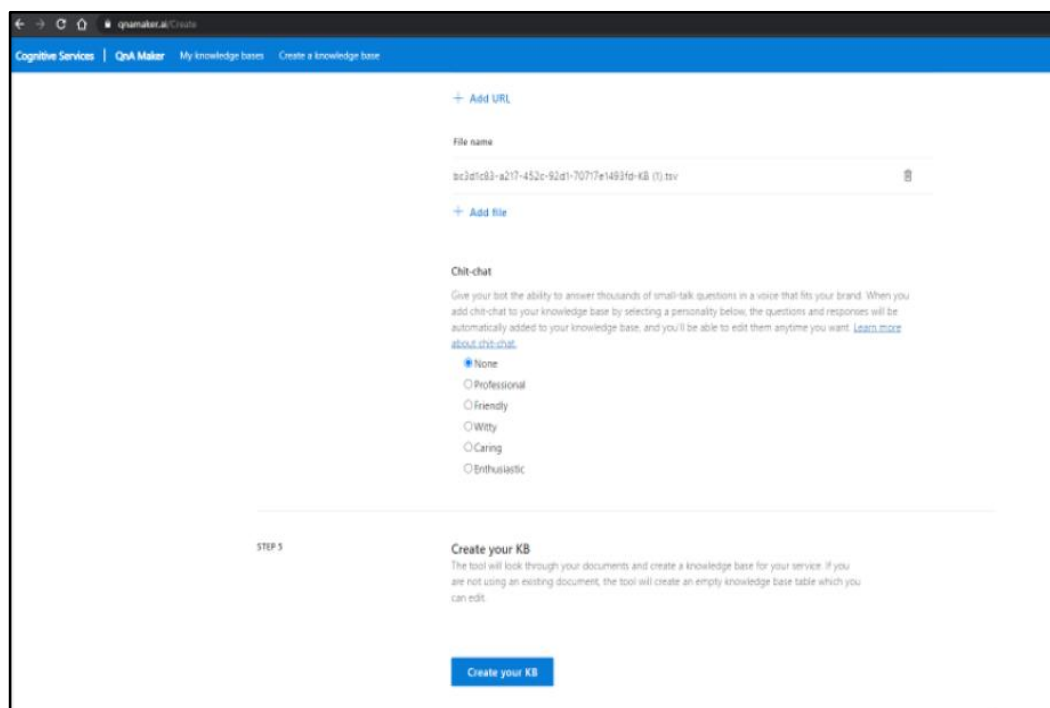 qnamaker.ai/Create
Cognitive Services | QnA Maker My knowledge bases Create a knowledge base
+ Add URL
File name
bc3d1c83-a217-452c-92d1-70717e1493fd-KB (1).tsv
+ Add file
Chit-chat
Give your bot the ability to answer thousands of small-talk questions in a voice that fits your brand. When you
add chit-chat to your knowledge base by selecting a personality below, the questions and responses will be
automatically added to your knowledge base, and you'll be able to edit them anytime you want. Learn more
about chit-chat.
None
Professional
Friendly
Witty
Caring
Enthusiastic
STEP 5
Create your KB
The tool will look through your documents and create a knowledge base for your service. If you
are not using an existing document, the tool will create an empty knowledge base table which you
can edit
Create your KB